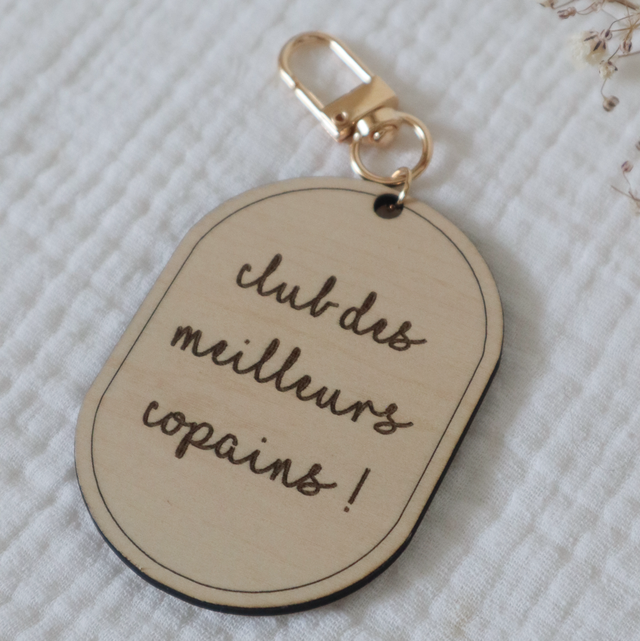 club des
meilleurs
copains !